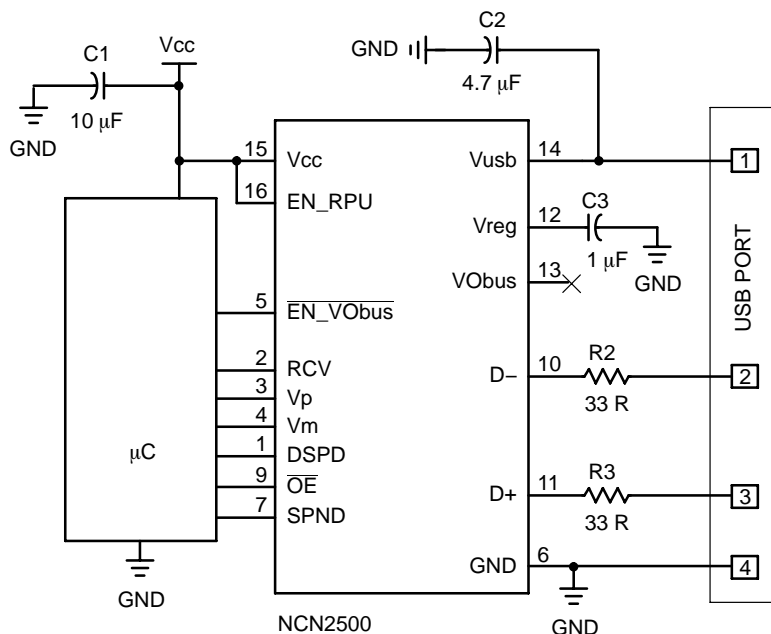 C1
Vcc
10 μF
GND
C2
GND
4.7 μF
15
Vcc
16
EN_RPU
5
EN_VObus
2
RCV
3
Vp
4
Vm
1
DSPD
9
OE
7
SPND
μC
GND
NCN2500
Vusb
14
Vreg
12
C3
1 μF
GND
VObus
13
D−
10
R2
33 R
D+
11
R3
33 R
GND
6
GND
USB PORT
1
2
3
4